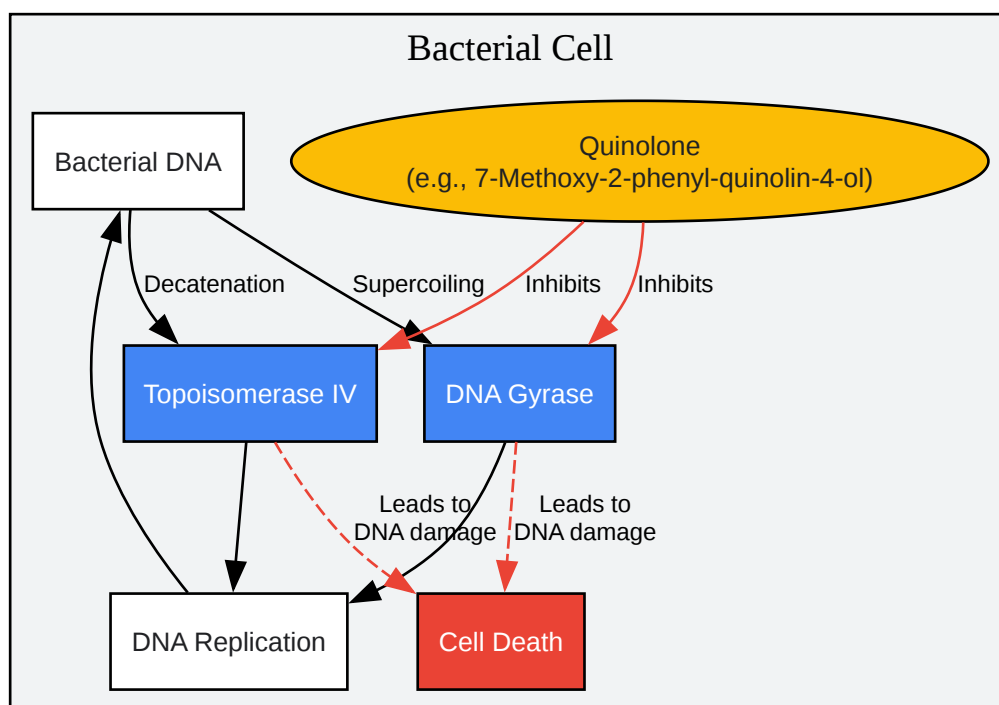 Bacterial Cell
Bacterial DNA
Quinolone
(e.g., 7-Methoxy-2-phenyl-quinolin-4-ol)
Decatenation
Supercoiling
Inhibits
Inhibits
Topoisomerase IV
DNA Gyrase
Leads to
DNA damage
Leads to
DNA damage
DNA Replication
Cell Death